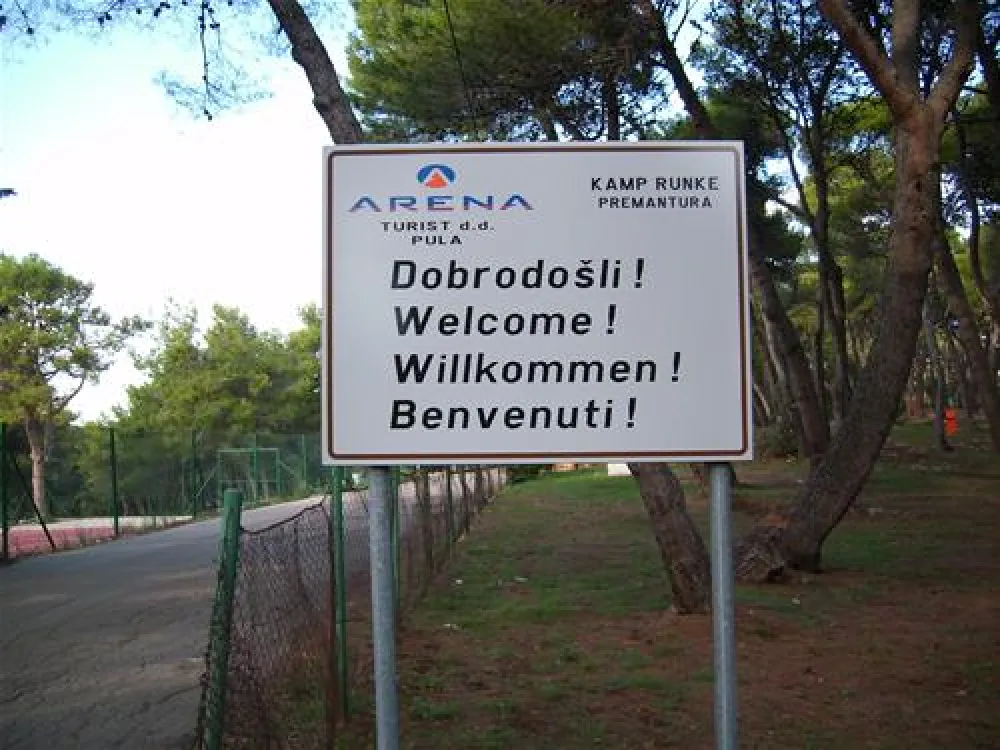 ARENA
TURIST d.d.
PULA
KAMP RUNKE
PREMANTURA
Dobrodošli!
Welcome!
Willkommen!
Benvenuti!